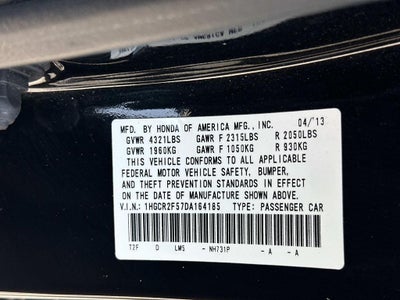 MFD. BY HONDA OF AMERICA MFG., INC. 04/13
GVWR 4321LBS GAWR F 2315LBS R 2050LBS
GVWR 1960KG GAWR F 1050KG R 930KG
THIS VEHICLE CONFORMS TO ALL APPLICABLE
FEDERAL MOTOR VEHICLE SAFETY, BUMPER,
AND THEFT PREVENTION STANDARDS IN EFFECT
ON THE DATE OF MANUFACTURE SHOWN ABOVE.
V.I.N.: 1HGCR2F57DA164185 TYPE: PASSENGER CAR
T2F D LM5 - NH731P - A - A